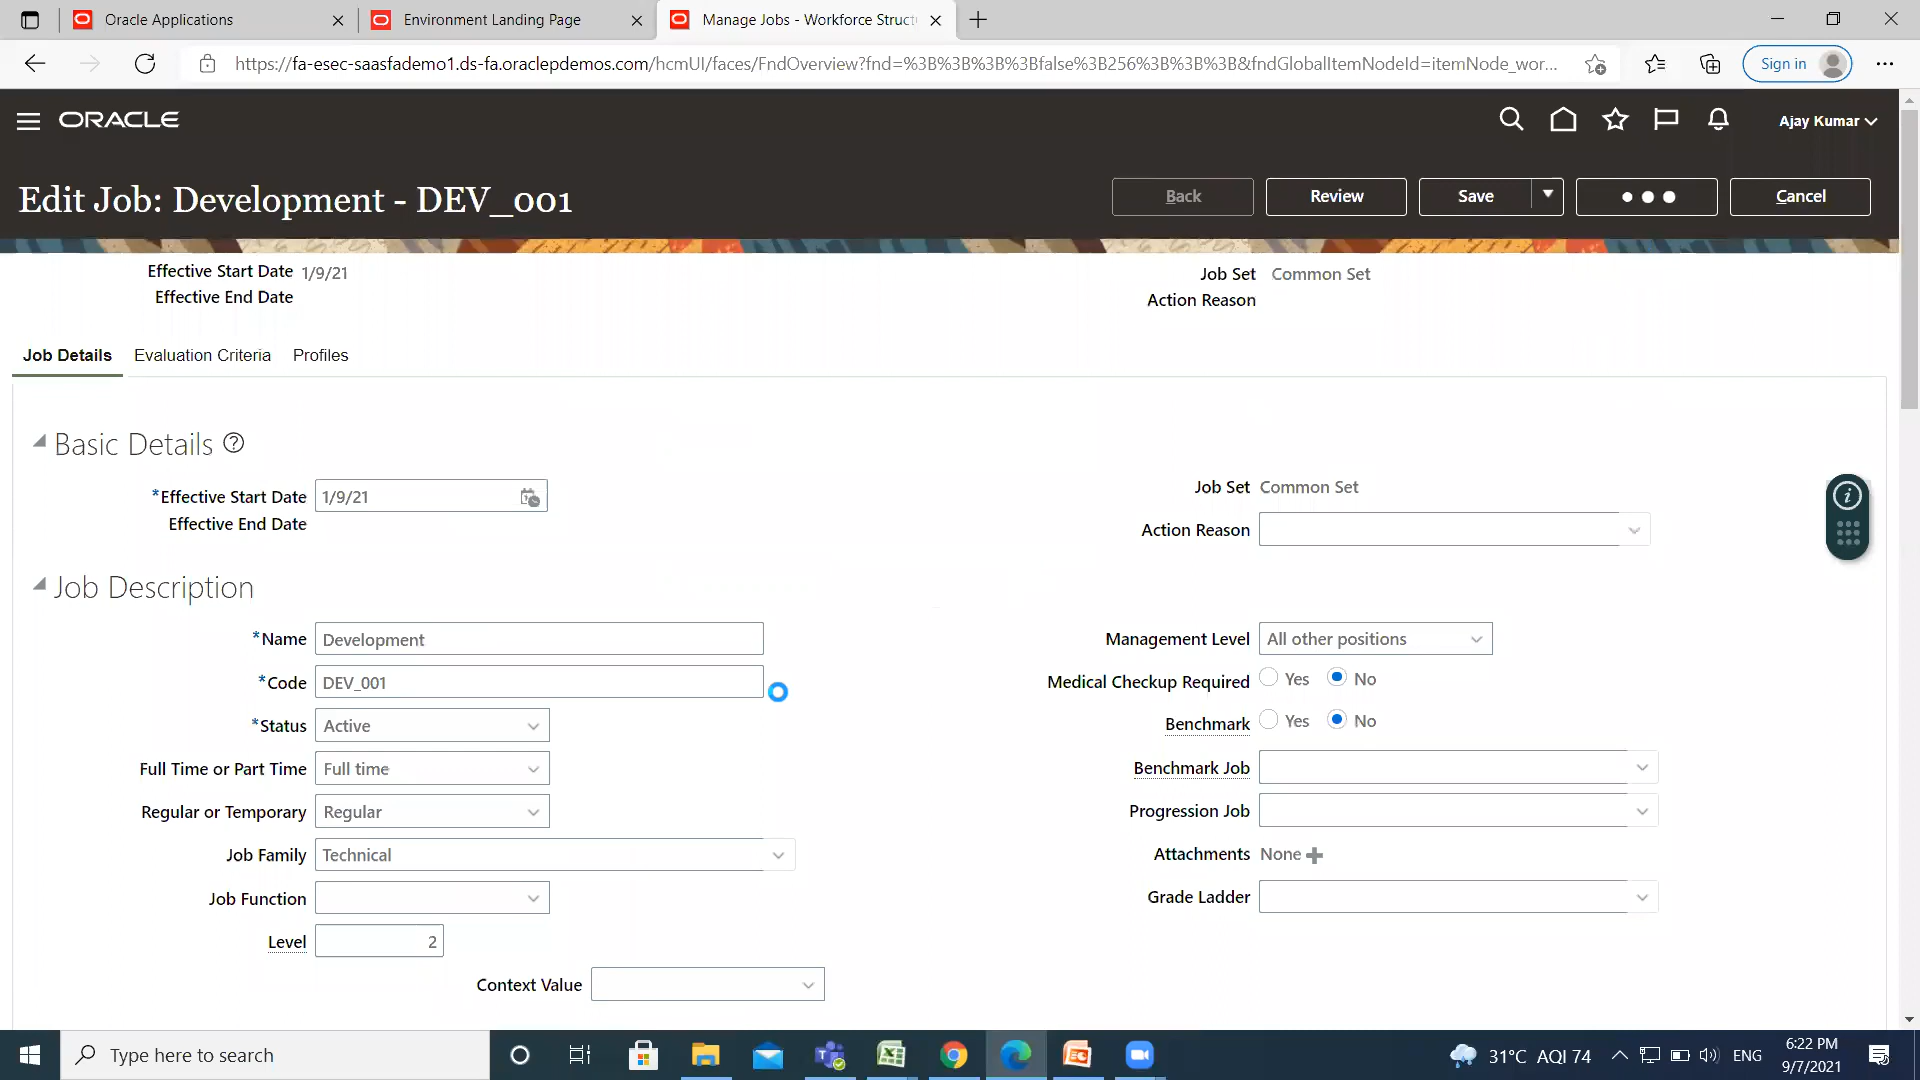 Oracle Applications
Environment Landing Page
Manage Jobs - Workforce Struct
https://fa-esec-saasfademo1.ds-fa.oraclepdemos.com/hcmUI/faces/FndOverview?fnd=%3B%3B%3B%3Bfalse%3B256%3B%3B%3B&fndGlobalItemNodeId=itemNode_wor...
Sign in
ORACLE
Ajay Kumar
Edit Job: Development - DEV_001
Back
Review
Save
Cancel
Effective Start Date 1/9/21
Job Set Common Set
Effective End Date
Action Reason
Job Details
Evaluation Criteria
Profiles
Basic Details
*Effective Start Date 1/9/21
Job Set Common Set
Effective End Date
Action Reason
Job Description
*Name Development
Management Level All other positions
*Code DEV_001
Medical Checkup Required Yes No
*Status Active
Benchmark Yes No
Full Time or Part Time Full time
Benchmark Job
Regular or Temporary Regular
Progression Job
Job Family Technical
Attachments None
Job Function
Grade Ladder
Level 2
Context Value
Type here to search
31°C AQI 74
ENG
6:22 PM
9/7/2021